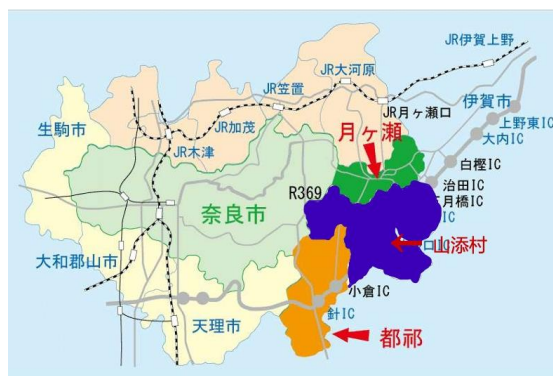 JR伊賀上野
JR大河原
JR笠置
JR月ヶ瀬口
伊賀市
生駒市
JR加茂
上野東IC
JR木津
月ヶ瀬
大内IC
白樫IC
R369
治田IC
月橋IC
奈良市
IC
口IC
山添村
大和郡山市
小倉IC
天理市
針IC
都祁